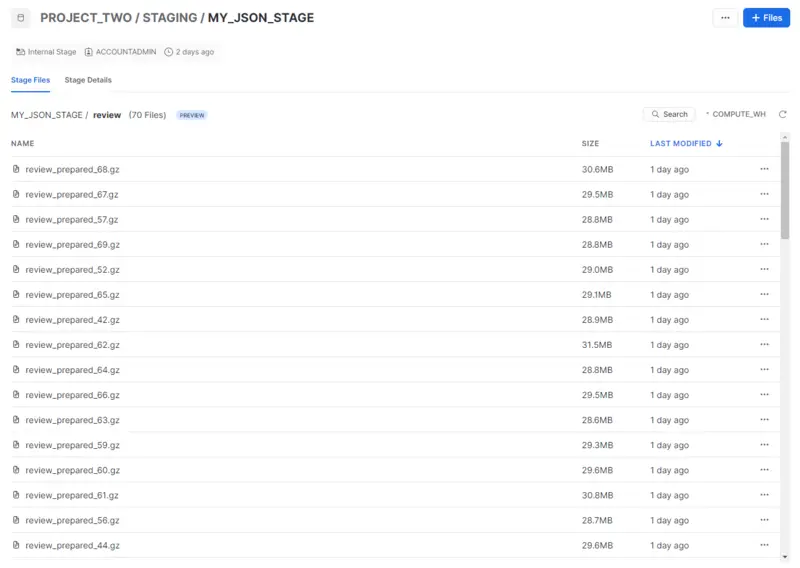 PROJECT_TWO / STAGING / MY_JSON_STAGE
... + Files
Internal Stage ACCOUNTADMIN 2 days ago
Stage Files Stage Details
MY_JSON_STAGE / review (70 Files) PREVIEW Search COMPUTE_WH
NAME SIZE LAST MODIFIED ↓
review_prepared_68.gz 30.6MB 1 day ago ...
review_prepared_67.gz 29.5MB 1 day ago ...
review_prepared_57.gz 28.8MB 1 day ago ...
review_prepared_69.gz 28.8MB 1 day ago ...
review_prepared_52.gz 29.0MB 1 day ago ...
review_prepared_65.gz 29.1MB 1 day ago ...
review_prepared_42.gz 28.9MB 1 day ago ...
review_prepared_62.gz 31.5MB 1 day ago ...
review_prepared_64.gz 28.8MB 1 day ago ...
review_prepared_66.gz 29.5MB 1 day ago ...
review_prepared_63.gz 28.6MB 1 day ago ...
review_prepared_59.gz 29.3MB 1 day ago ...
review_prepared_60.gz 29.6MB 1 day ago ...
review_prepared_61.gz 30.8MB 1 day ago ...
review_prepared_56.gz 28.7MB 1 day ago ...
review_prepared_44.gz 29.6MB 1 day ago ...